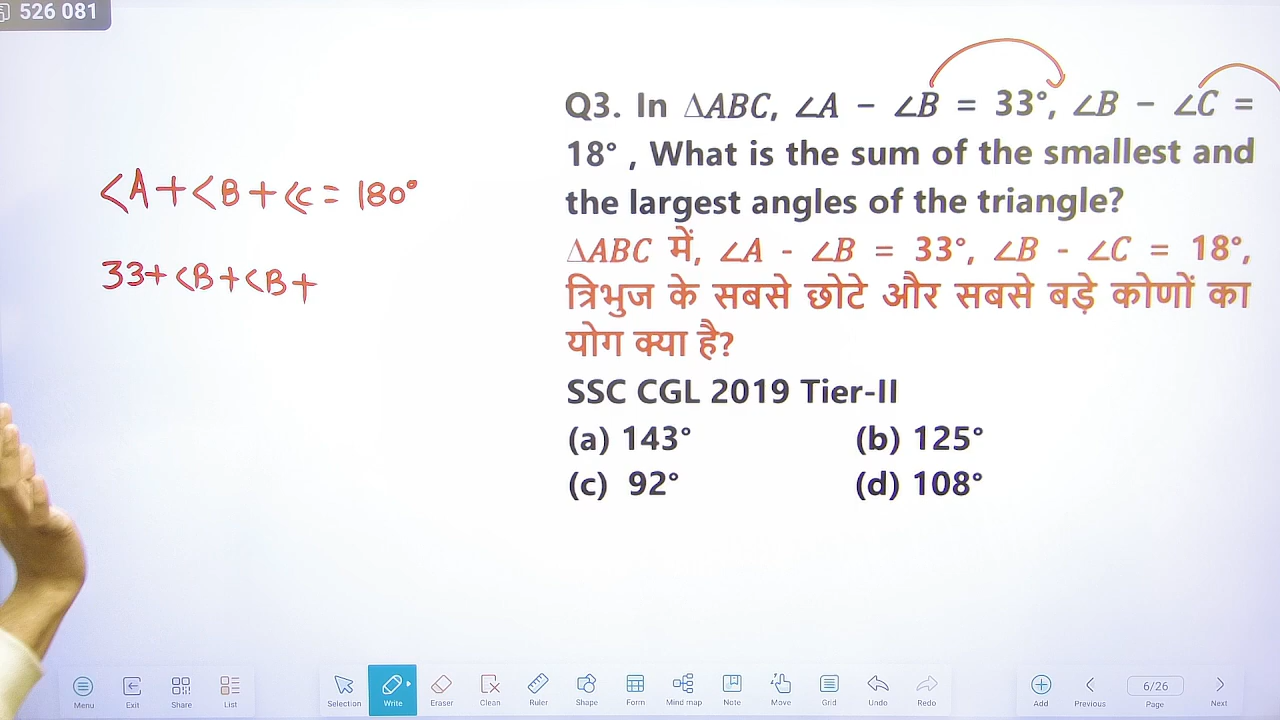 526 081
Q3. In ΔABC, ∠A − ∠B = 33°, ∠B − ∠C =
18° , What is the sum of the smallest and
the largest angles of the triangle?
ΔABC में, ∠A - ∠B = 33°, ∠B - ∠C = 18°,
त्रिभुज के सबसे छोटे और सबसे बड़े कोणों का
योग क्या है?
SSC CGL 2019 Tier-II
(a) 143° (b) 125°
(c) 92° (d) 108°
<A+<B+<C= 180°
33+<B+<B+
Menu Exit Share List Selection Write Eraser Clean Ruler Shape Form Mind map Note Move Grid Undo Redo Add Previous 6/26 Page Next